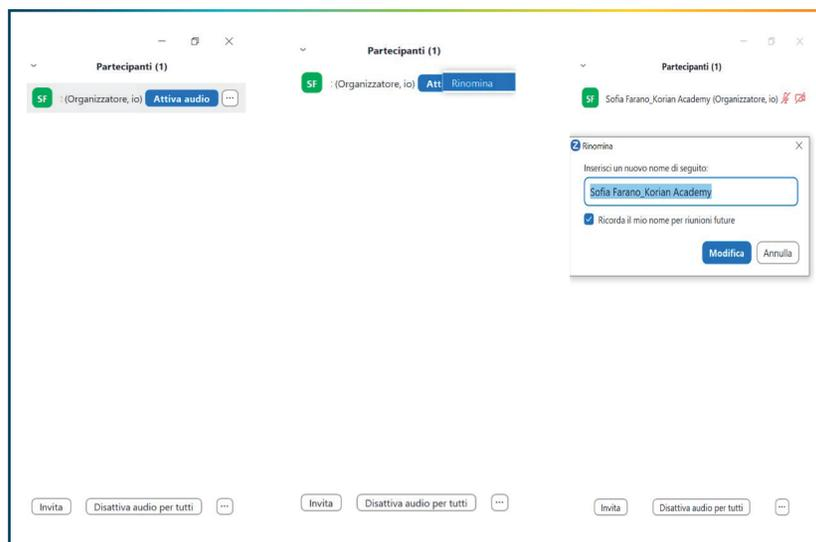 Partecipanti (1)
SF : (Organizzatore, io) Attiva audio ...
Invita Disattiva audio per tutti ...
Partecipanti (1)
SF : (Organizzatore, io) Att Rinomina
Invita Disattiva audio per tutti ...
Partecipanti (1)
SF Sofia Farano_Korian Academy (Organizzatore, io)
Z Rinomina
Inserisci un nuovo nome di seguito:
Sofia Farano_Korian Academy
Ricorda il mio nome per riunioni future
Modifica Annulla
Invita Disattiva audio per tutti ...